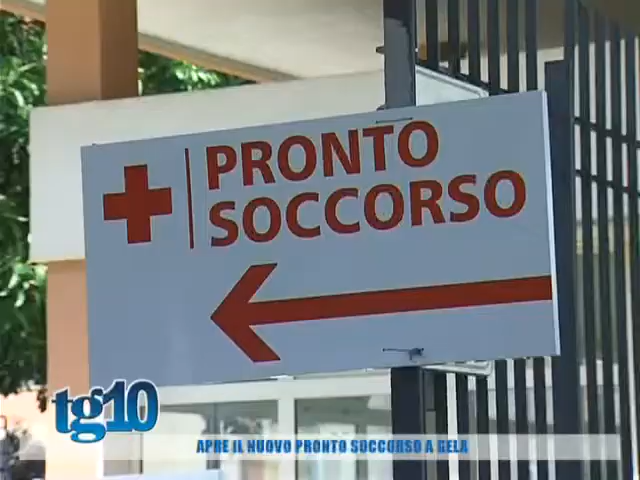 PRONTO
SOCCORSO
tg10
APRE IL NUOVO PRONTO SOCCORSO A GELA